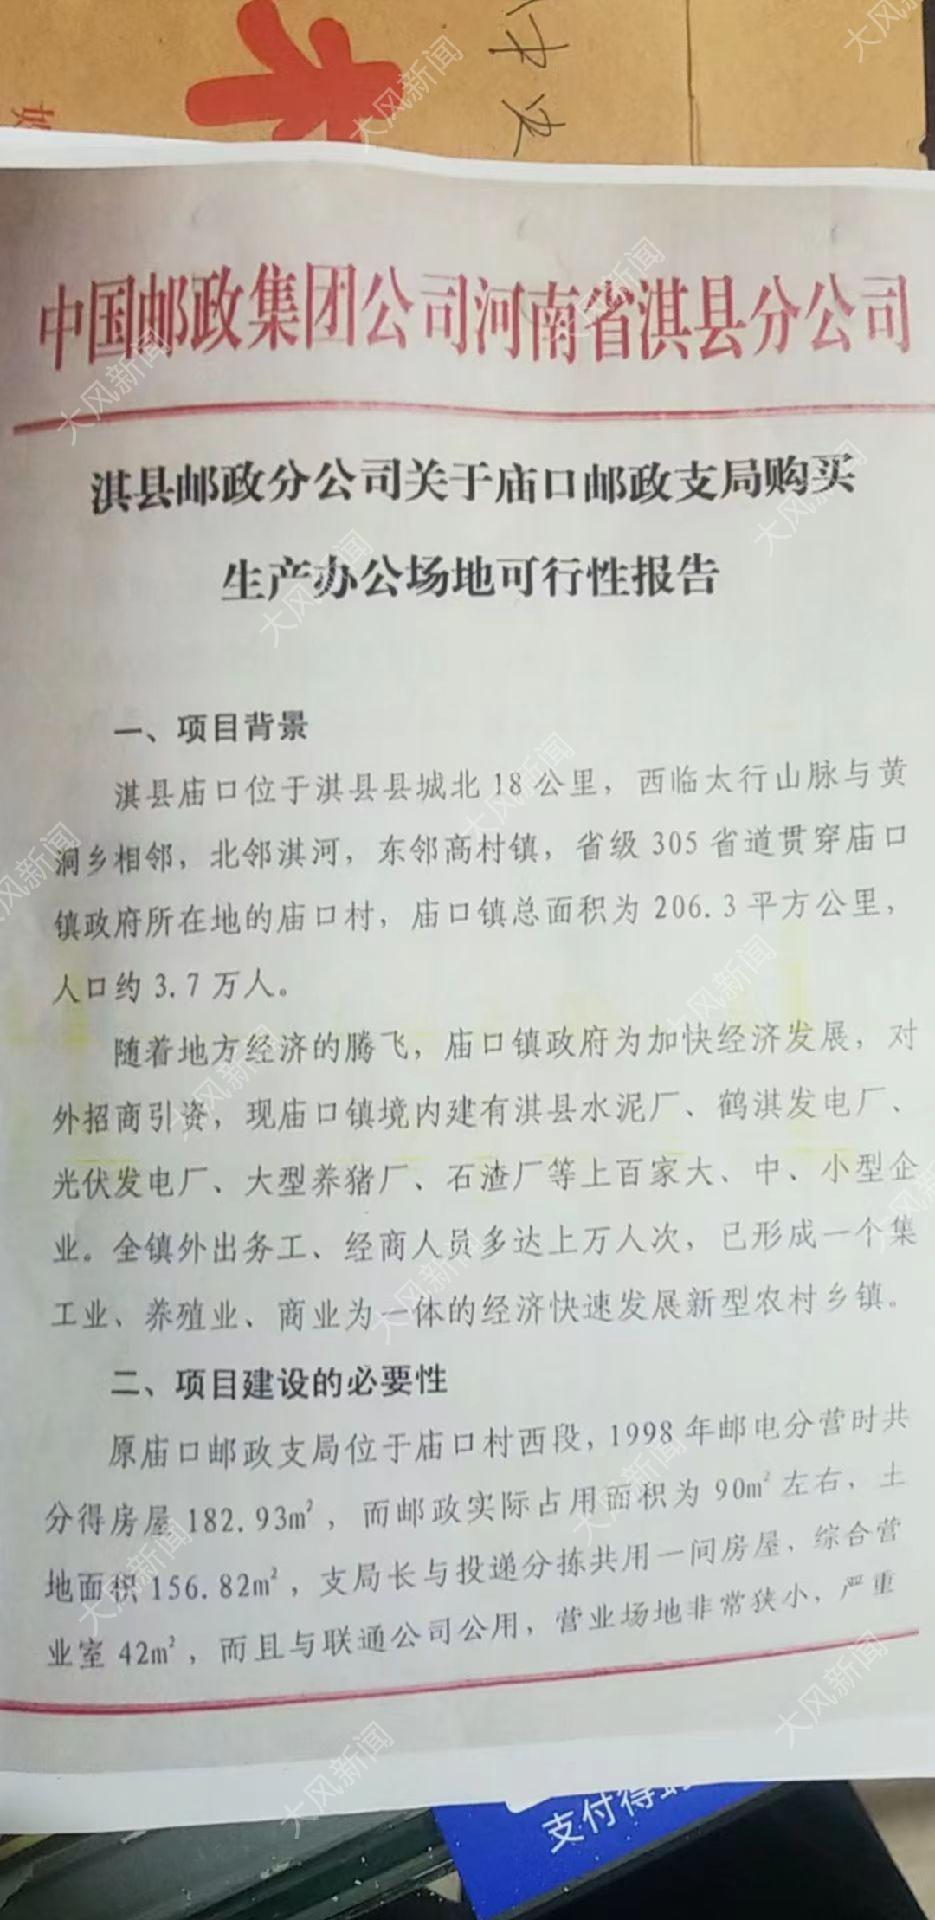 中国邮政集团公司河南省淇县分公司
淇县邮政分公司关于庙口邮政支局购买
生产办公场地可行性报告
一、项目背景
淇县庙口位于淇县县城北18公里，西临太行山脉与黄
洞乡相邻，北邻淇河，东邻高村镇，省级305省道贯穿庙口
镇政府所在地的庙口村，庙口镇总面积为206.3平方公里，
人口约3.7万人。
随着地方经济的腾飞，庙口镇政府为加快经济发展，对
外招商引资，现庙口镇境内建有淇县水泥厂、鹤淇发电厂、
光伏发电厂、大型养猪厂、石渣厂等上百家大、中、小型企
业。全镇外出务工、经商人员多达上万人次，已形成一个集
工业、养殖业、商业为一体的经济快速发展新型农村乡镇。
二、项目建设的必要性
原庙口邮政支局位于庙口村西段，1998年邮电分营时共
分得房屋182.93㎡，而邮政实际占用面积为90㎡左右，土
地面积156.82㎡，支局长与投递分拣共用一间房屋，综合营
业室42㎡，而且与联通公司公用，营业场地非常狭小，严重
支付得
大风新闻